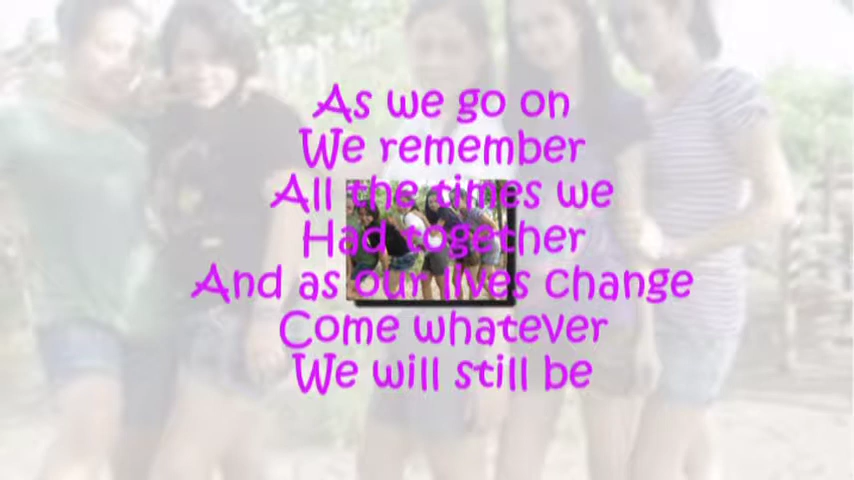 As we go on
We remember
All the times we
Had together
And as our lives change
Come whatever
We will still be